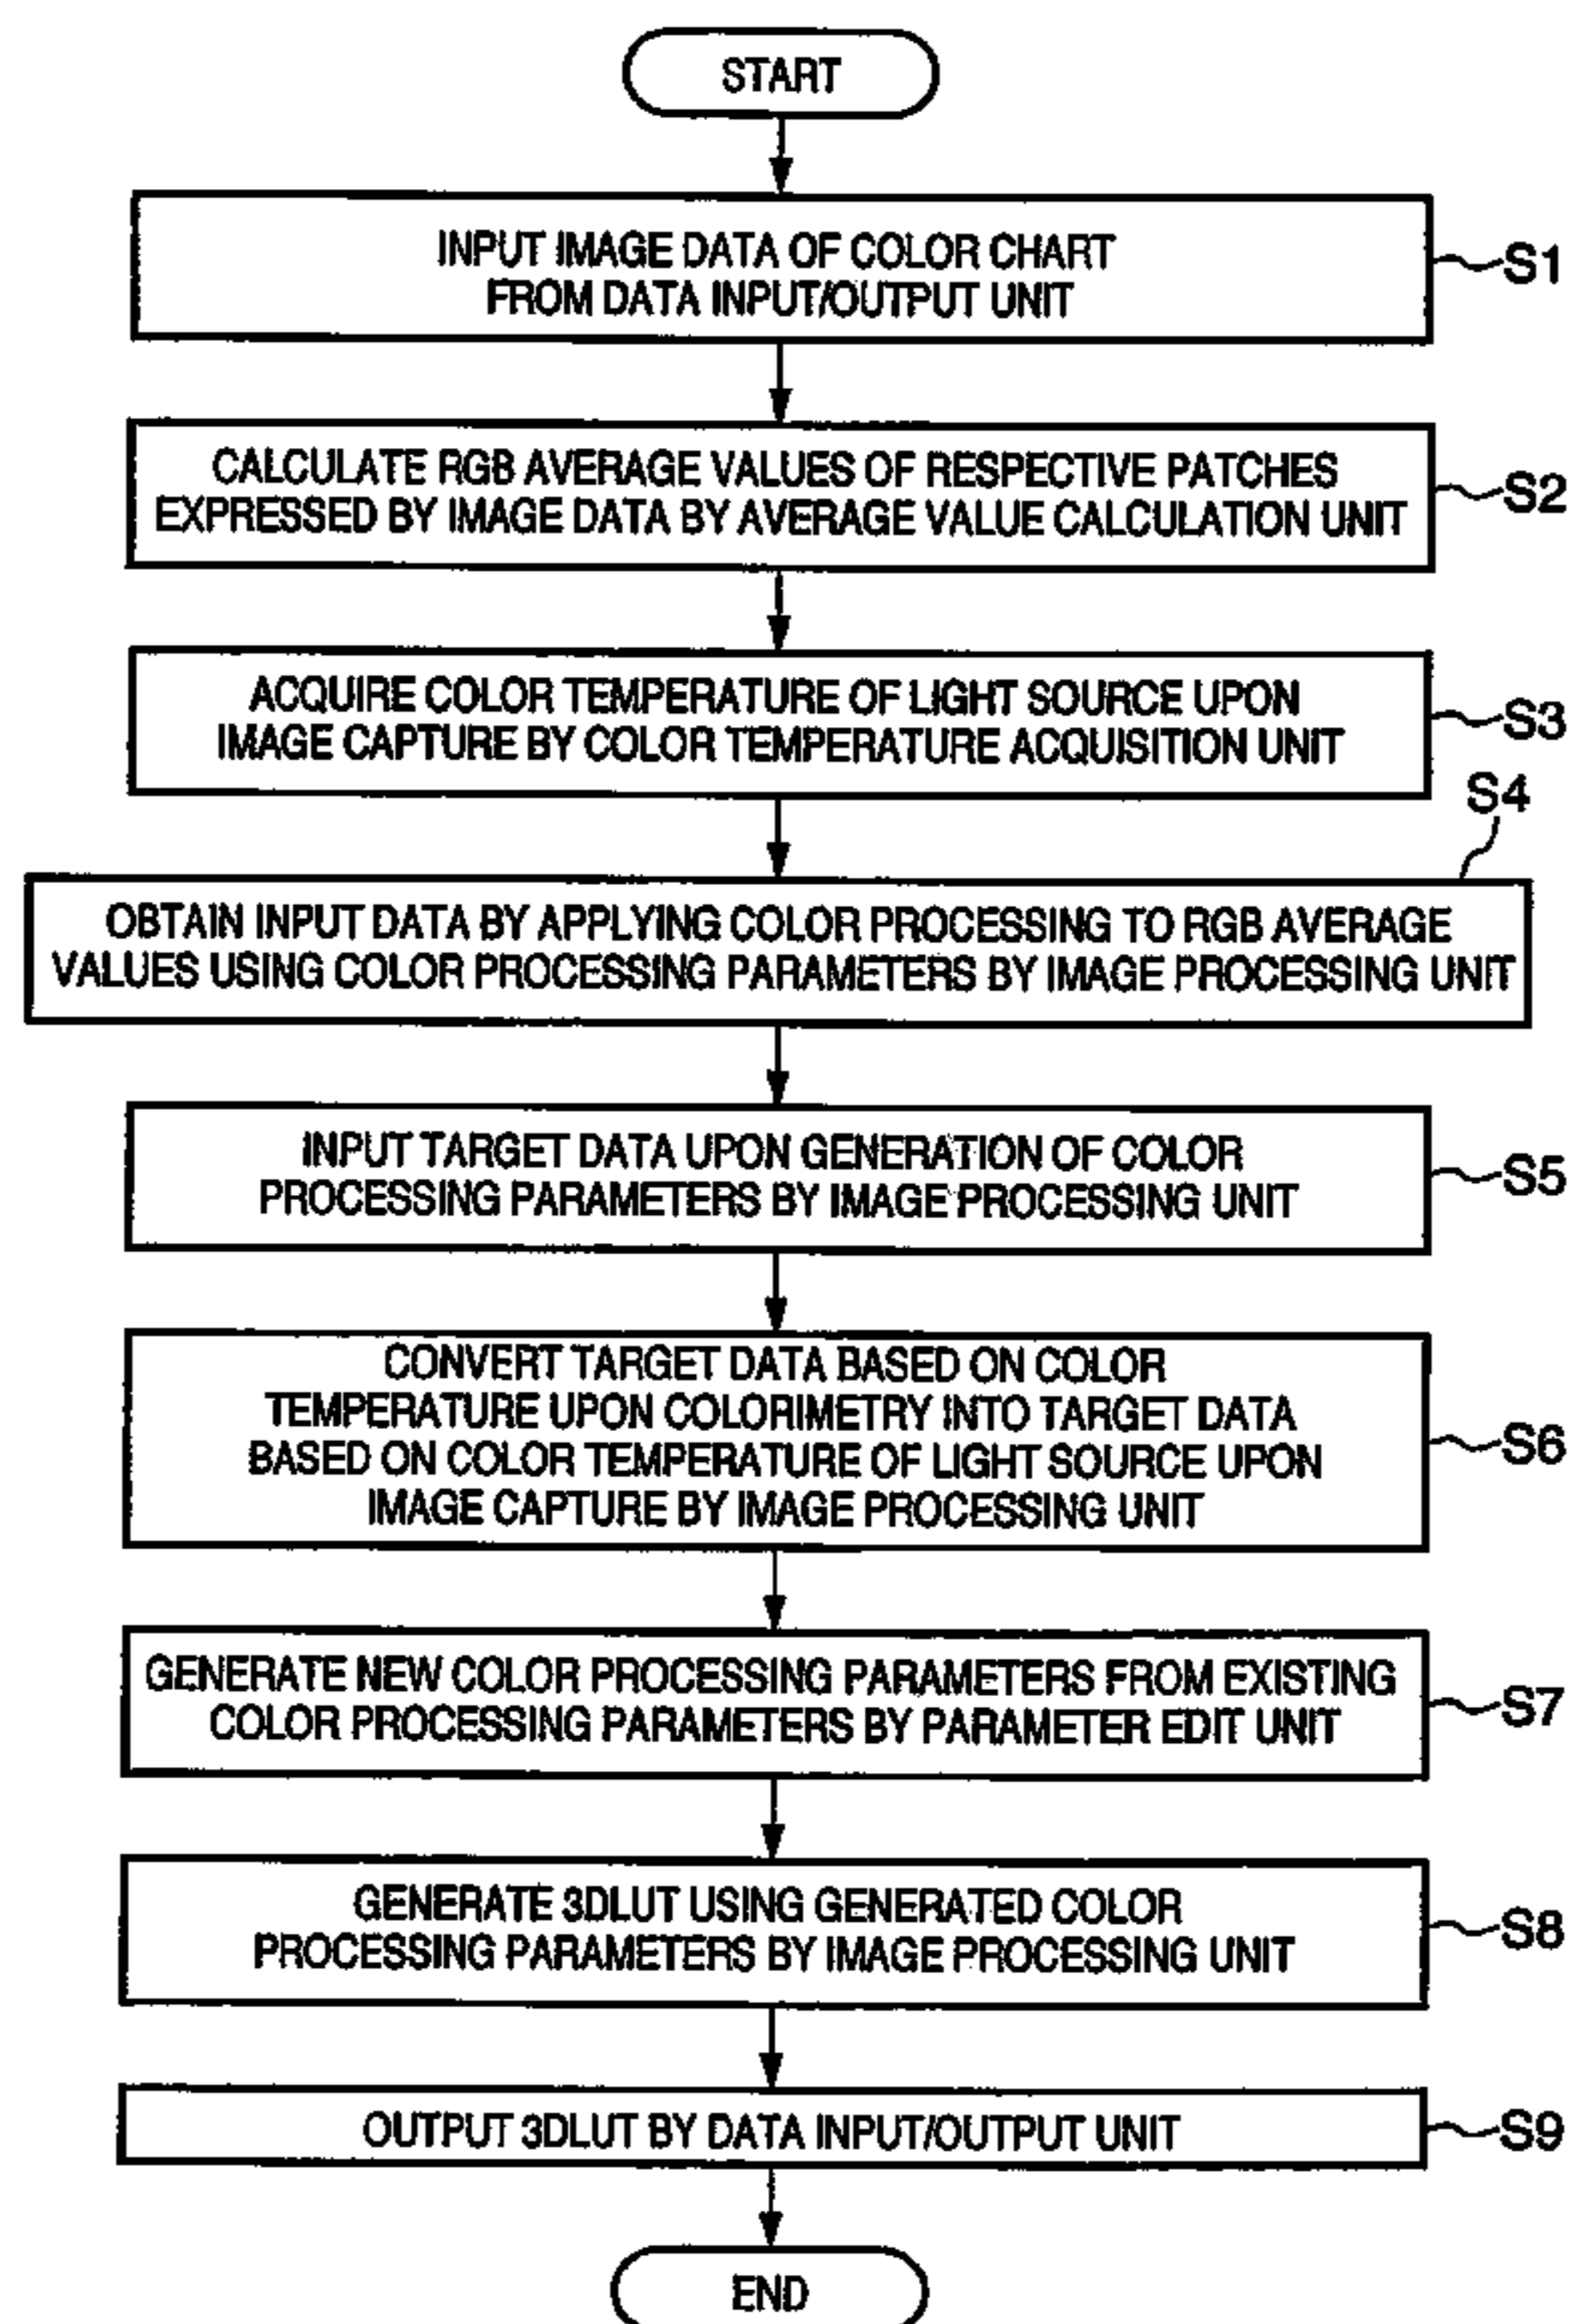 START
INPUT IMAGE DATA OF COLOR CHART
FROM DATA INPUT/OUTPUT UNIT
S1
CALCULATE RGB AVERAGE VALUES OF RESPECTIVE PATCHES
EXPRESSED BY IMAGE DATA BY AVERAGE VALUE CALCULATION UNIT
S2
ACQUIRE COLOR TEMPERATURE OF LIGHT SOURCE UPON
IMAGE CAPTURE BY COLOR TEMPERATURE ACQUISITION UNIT
S3
S4
OBTAIN INPUT DATA BY APPLYING COLOR PROCESSING TO RGB AVERAGE
VALUES USING COLOR PROCESSING PARAMETERS BY IMAGE PROCESSING UNIT
INPUT TARGET DATA UPON GENERATION OF COLOR
PROCESSING PARAMETERS BY IMAGE PROCESSING UNIT
S5
CONVERT TARGET DATA BASED ON COLOR
TEMPERATURE UPON COLORIMETRY INTO TARGET DATA
BASED ON COLOR TEMPERATURE OF LIGHT SOURCE UPON
IMAGE CAPTURE BY IMAGE PROCESSING UNIT
S6
GENERATE NEW COLOR PROCESSING PARAMETERS FROM EXISTING
COLOR PROCESSING PARAMETERS BY PARAMETER EDIT UNIT
S7
GENERATE 3DLUT USING GENERATED COLOR
PROCESSING PARAMETERS BY IMAGE PROCESSING UNIT
S8
OUTPUT 3DLUT BY DATA INPUT/OUTPUT UNIT
S9
END